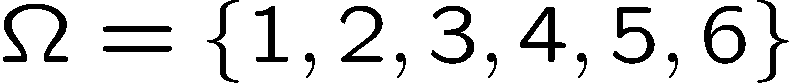 Ω = {1, 2, 3, 4, 5, 6}